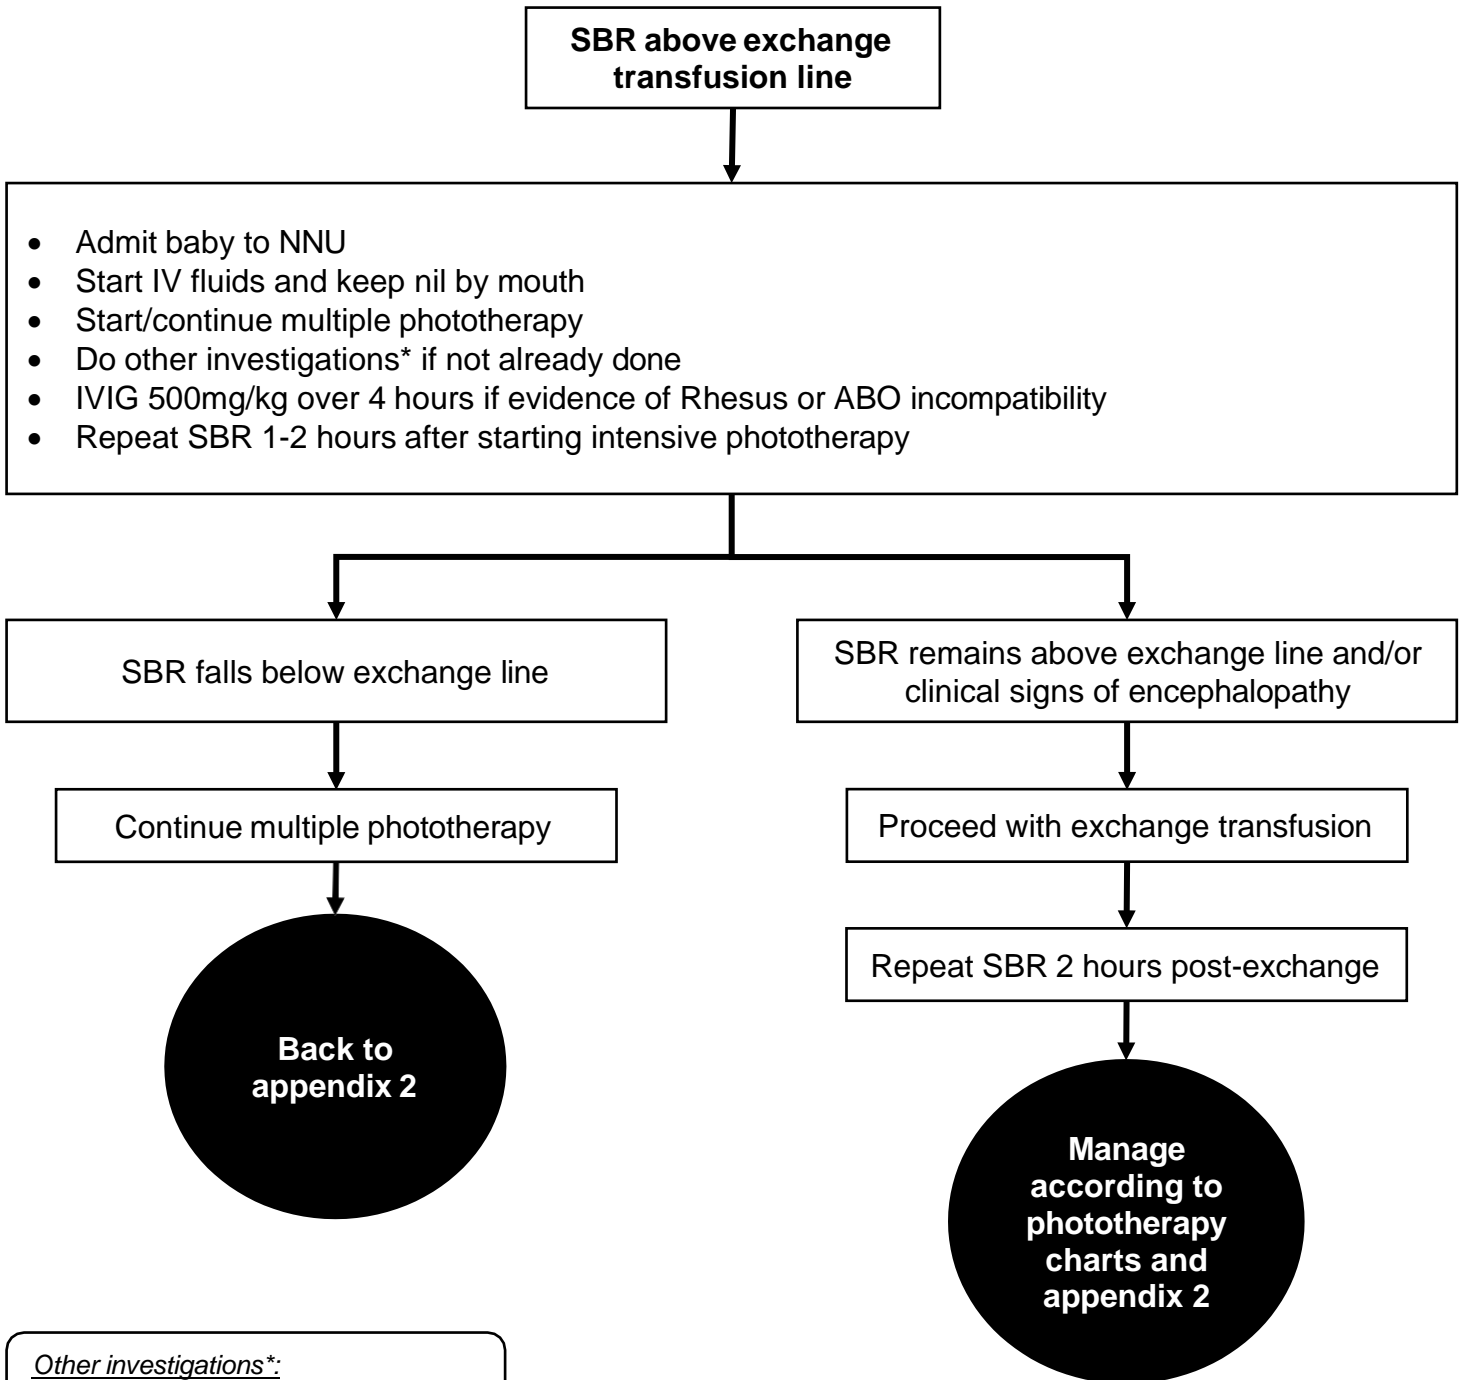 SBR above exchange
transfusion line
• Admit baby to NNU
• Start IV fluids and keep nil by mouth
• Start/continue multiple phototherapy
• Do other investigations* if not already done
• IVIG 500mg/kg over 4 hours if evidence of Rhesus or ABO incompatibility
• Repeat SBR 1-2 hours after starting intensive phototherapy
SBR falls below exchange line
SBR remains above exchange line and/or
clinical signs of encephalopathy
Continue multiple phototherapy
Proceed with exchange transfusion
Repeat SBR 2 hours post-exchange
Back to
appendix 2
Manage
according to
phototherapy
charts and
appendix 2
Other investigations*: